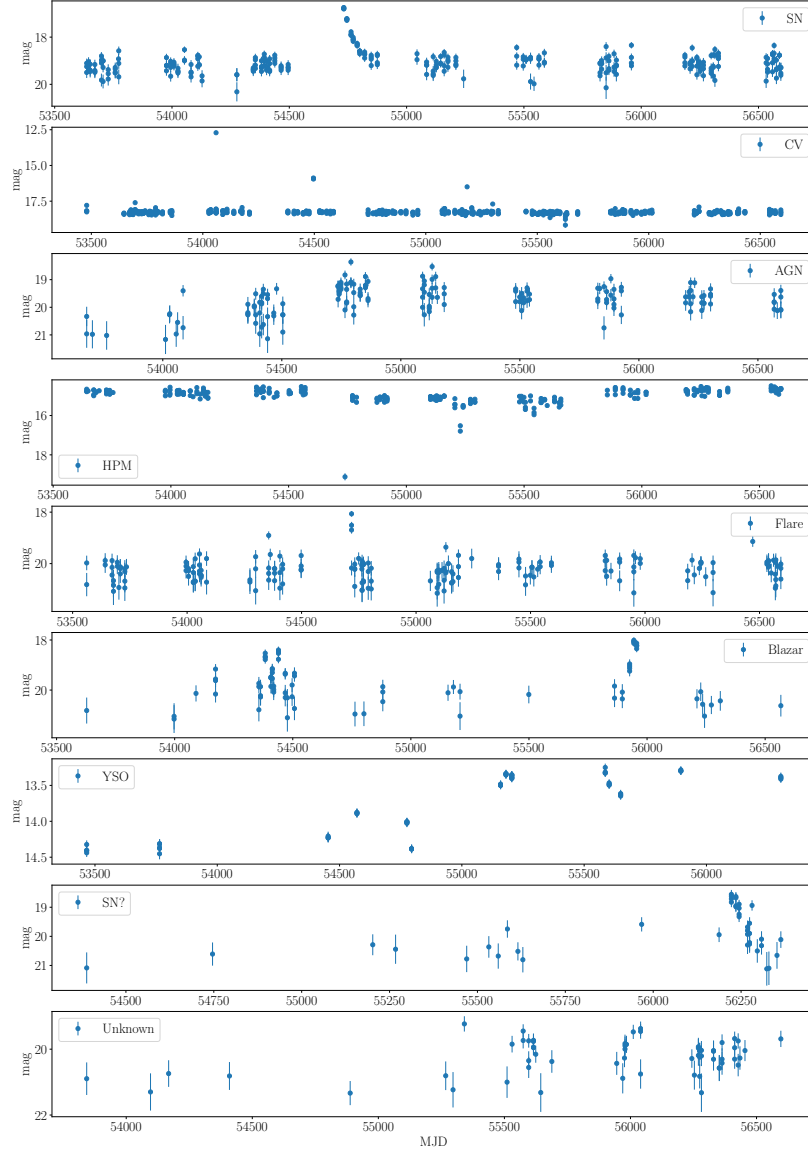 18
20
mag
SN
53500 54000 54500 55000 55500 56000 56500
12.5
15.0
17.5
mag
CV
53500 54000 54500 55000 55500 56000 56500
19
20
21
mag
AGN
54000 54500 55000 55500 56000 56500
16
18
mag
HPM
53500 54000 54500 55000 55500 56000 56500
18
20
mag
Flare
53500 54000 54500 55000 55500 56000 56500
18
20
mag
Blazar
53500 54000 54500 55000 55500 56000 56500
13.5
14.0
14.5
mag
YSO
53500 54000 54500 55000 55500 56000
19
20
21
mag
SN?
54500 54750 55000 55250 55500 55750 56000 56250
20
22
mag
Unknown
54000 54500 55000 55500 56000 56500
MJD